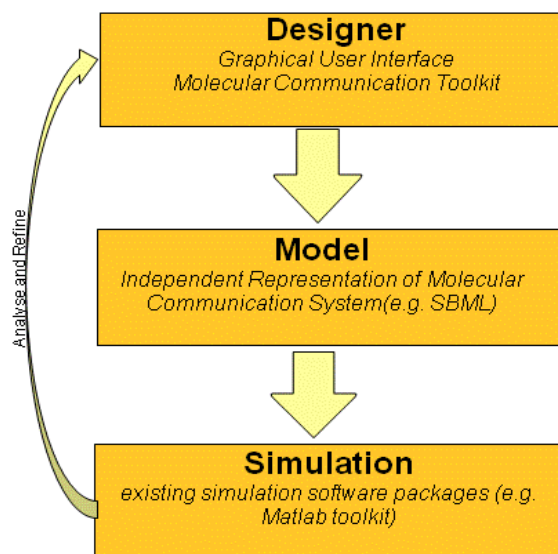 Designer
Graphical User Interface
Molecular Communication Toolkit
Analyse and Refine
Model
Independent Representation of Molecular
Communication System(e.g. SBML)
Simulation
existing simulation software packages (e.g.
Matlab toolkit)